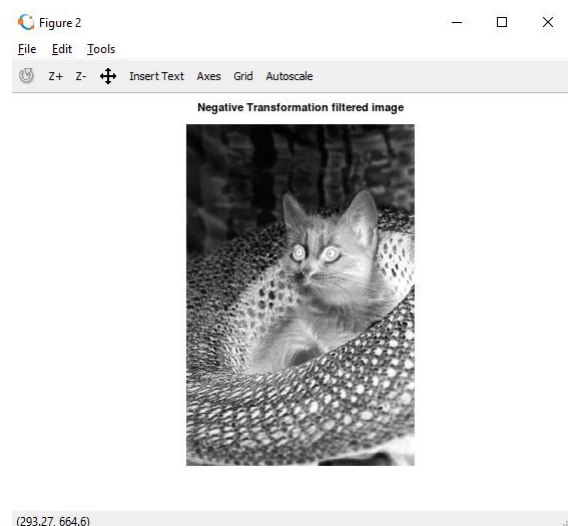 Figure 2
File Edit Tools
Z+ Z- Insert Text Axes Grid Autoscale
Negative Transformation filtered image
(293.27, 664.6)